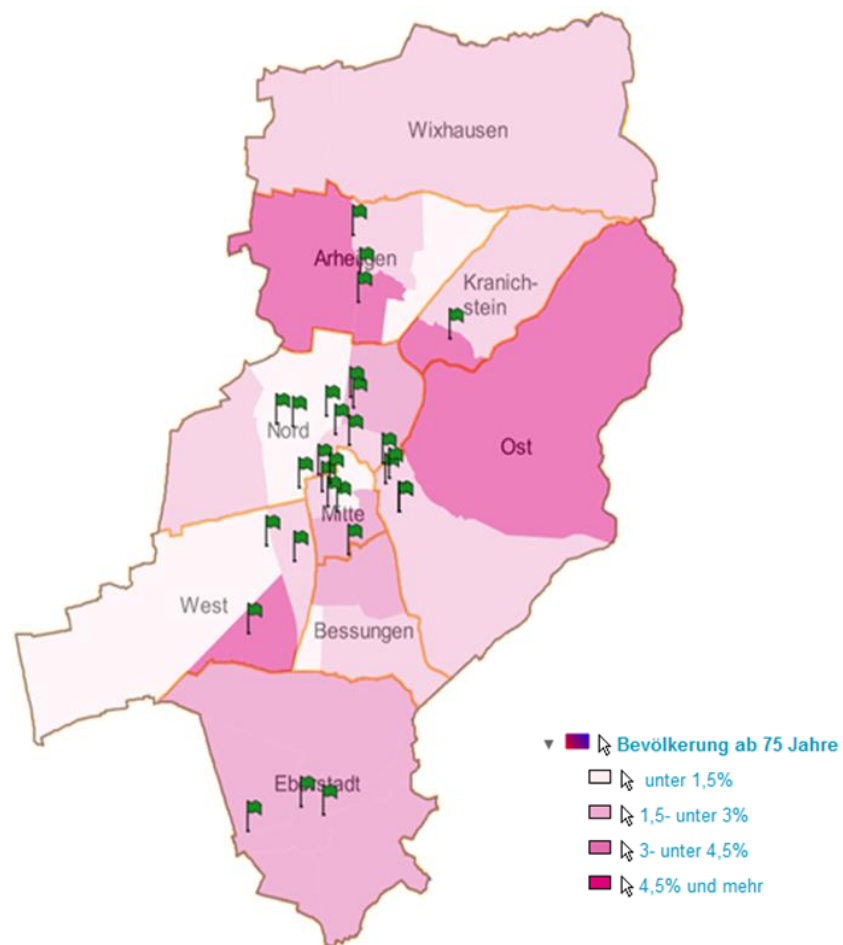 Wixhausen
Arheilgen
Kranich-
stein
Nord
Ost
Mitte
West
Bessungen
Eberstadt
Bevölkerung ab 75 Jahre
unter 1,5%
1,5- unter 3%
3- unter 4,5%
4,5% und mehr